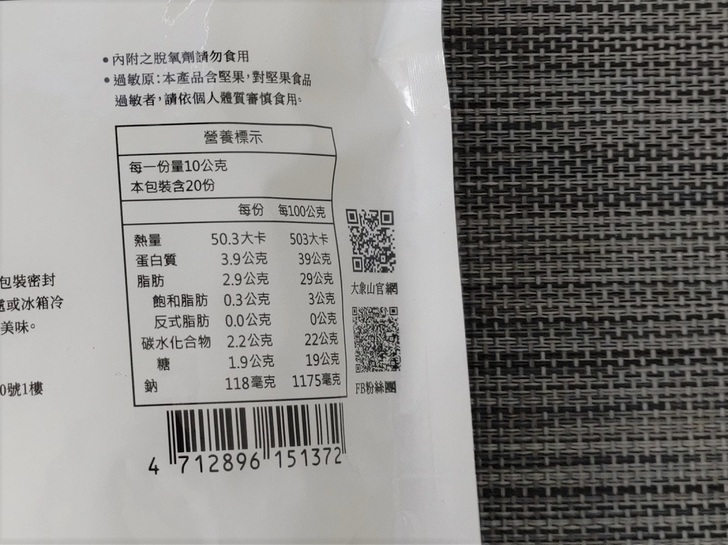 •內附之脫氧劑請勿食用
•過敏原:本產品含堅果,對堅果食品
過敏者,請依個人體質審慎食用。
營養標示
每一份量10公克
本包裝含20份
每份 每100公克
熱量 50.3大卡 503大卡
蛋白質 3.9公克 39公克
脂肪 2.9公克 29公克
飽和脂肪 0.3公克 3公克
反式脂肪 0.0公克 0公克
碳水化合物 2.2公克 22公克
糖 1.9公克 19公克
鈉 118毫克 1175毫克
大象山官網
FB粉絲團
包裝密封
處或冰箱冷
美味。
0號1樓
4 712896 151372